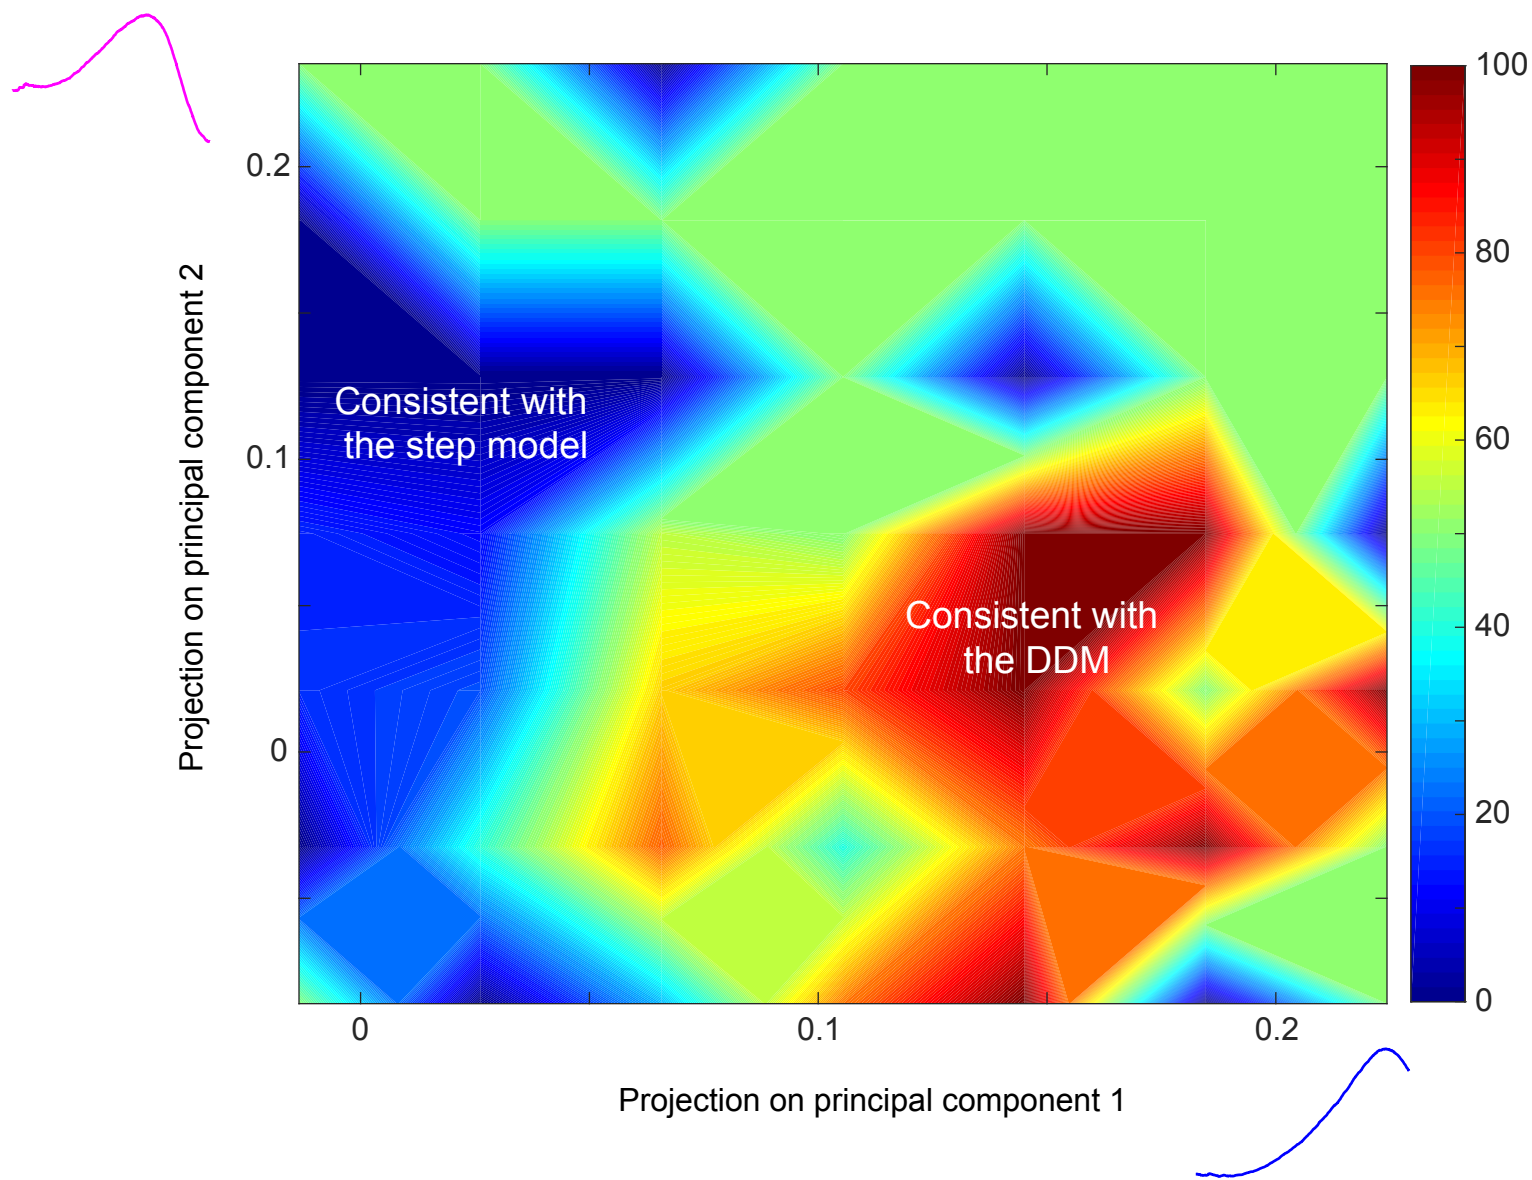 100
80
60
40
20
0
0.2
0.1
0
Projection on principal component 2
Consistent with
the step model
Consistent with
the DDM
0
0.1
0.2
Projection on principal component 1